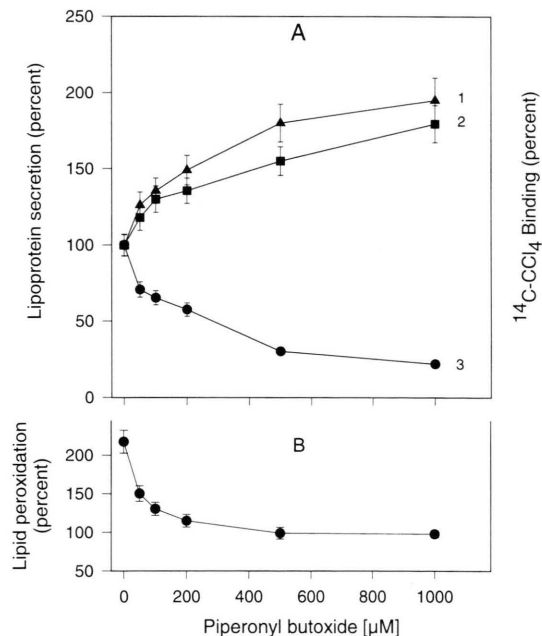 A
250
200
150
100
50
0
Lipoprotein secretion (percent)
¹⁴C-CCl₄ Binding (percent)
1
2
3
B
200
150
100
50
Lipid peroxidation
(percent)
0 200 400 600 800 1000
Piperonyl butoxide [µM]